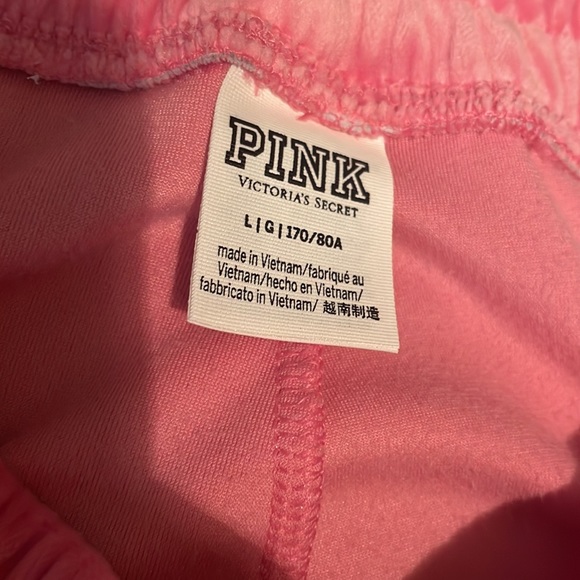 PINK
VICTORIA'S SECRET
L|G|170/80A
made in Vietnam/fabriqué au
Vietnam/hecho en Vietnam/
fabbricato in Vietnam/ 越南制造